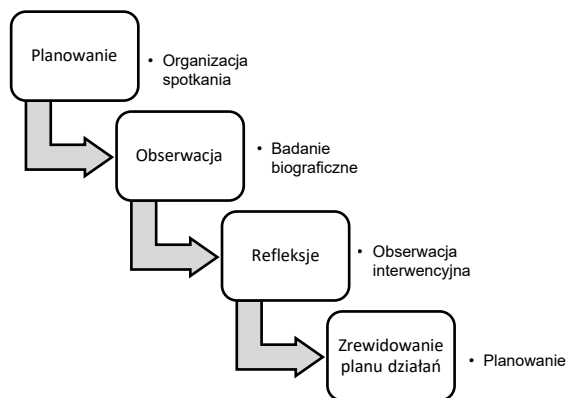 Planowanie
• Organizacja
spotkania
Obserwacja
• Badanie
biograficzne
Refleksje
• Obserwacja
interwencyjna
Zrewidowanie
planu działań
• Planowanie